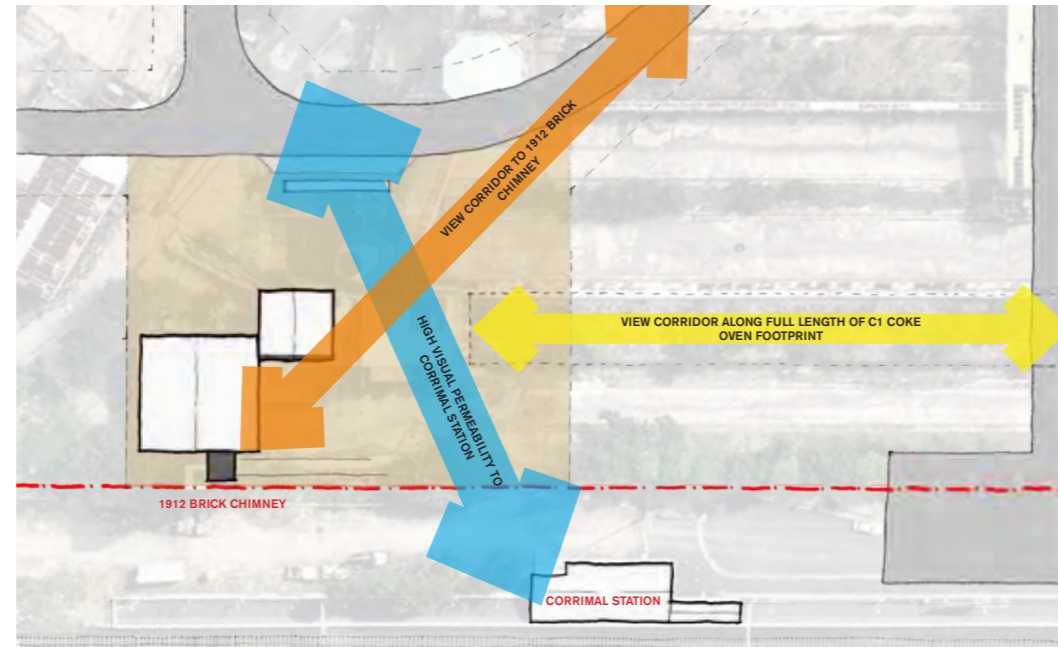 VIEW CORRIDOR TO 1912 BRICK
CHIMNEY
VIEW CORRIDOR ALONG FULL LENGTH OF C1 COKE
OVEN FOOTPRINT
HIGH VISUAL PERMEABILITY TO
CORRIMAL STATION
1912 BRICK CHIMNEY
CORRIMAL STATION